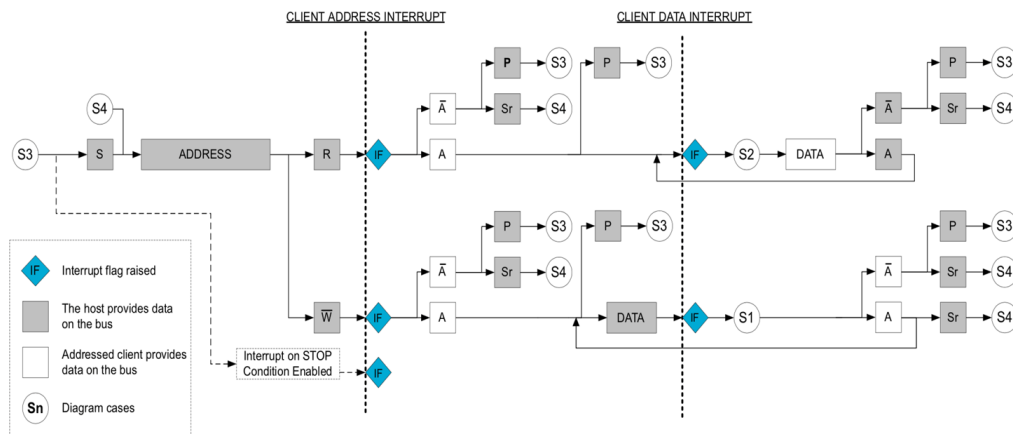 CLIENT ADDRESS INTERRUPT
CLIENT DATA INTERRUPT
P S3 P S3 P S3
S4 A̅ Sr S4 A̅ Sr S4
S3 S ADDRESS R IF A IF S2 DATA A
P S3 P S3 P S3
IF Interrupt flag raised A̅ Sr S4 A̅ Sr S4
The host provides data
on the bus
W̅ IF A DATA IF S1 A Sr S4
Addressed client provides
data on the bus
Interrupt on STOP
Condition Enabled
IF
Sn Diagram cases